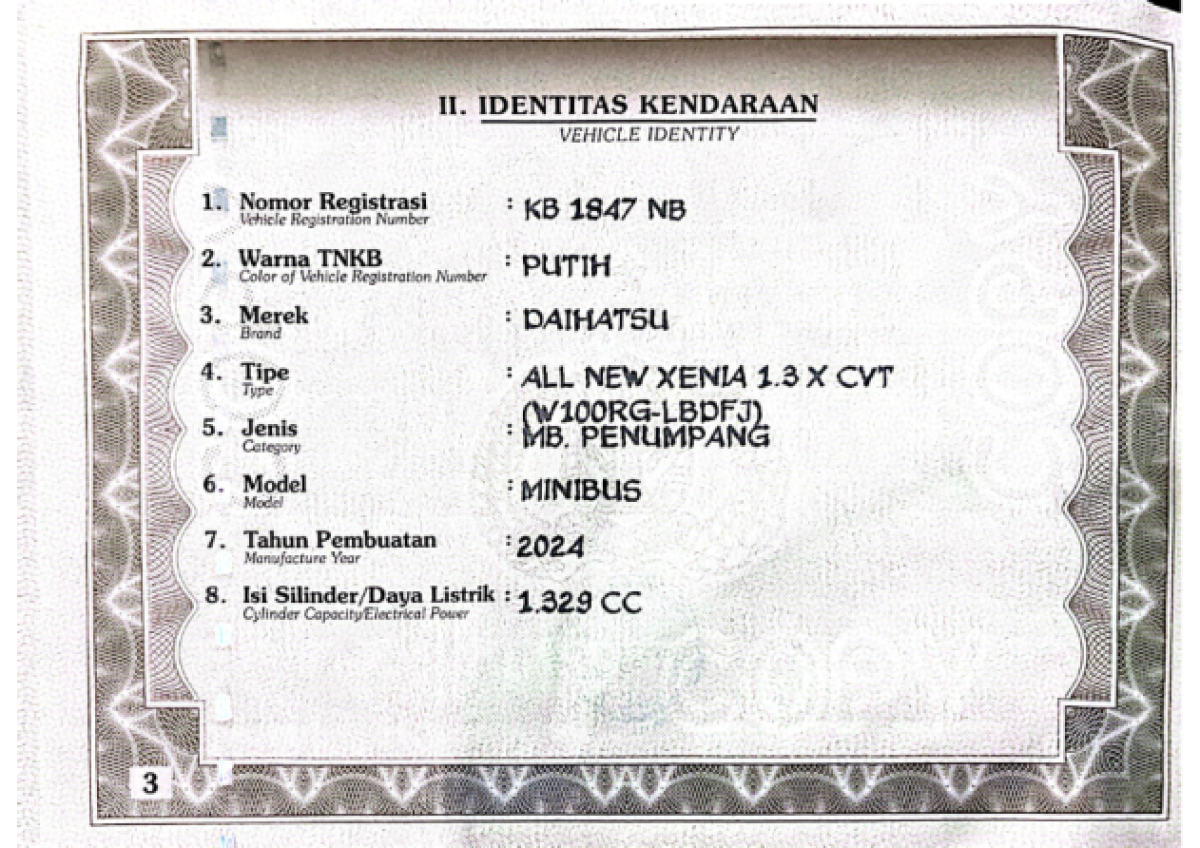 II. IDENTITAS KENDARAAN
VEHICLE IDENTITY
1. Nomor Registrasi : KB 1847 NB
Vehicle Registration Number
2. Warna TNKB : PUTIH
Color of Vehicle Registration Number
3. Merek : DAIHATSU
Brand
4. Tipe : ALL NEW XENIA 1.3 X CVT
Type
(W100RG-LBDFJ)
5. Jenis : MB. PENUMPANG
Category
6. Model : MINIBUS
Model
7. Tahun Pembuatan : 2024
Manufacture Year
8. Isi Silinder/Daya Listrik : 1.329 CC
Cylinder Capacity/Electrical Power
3